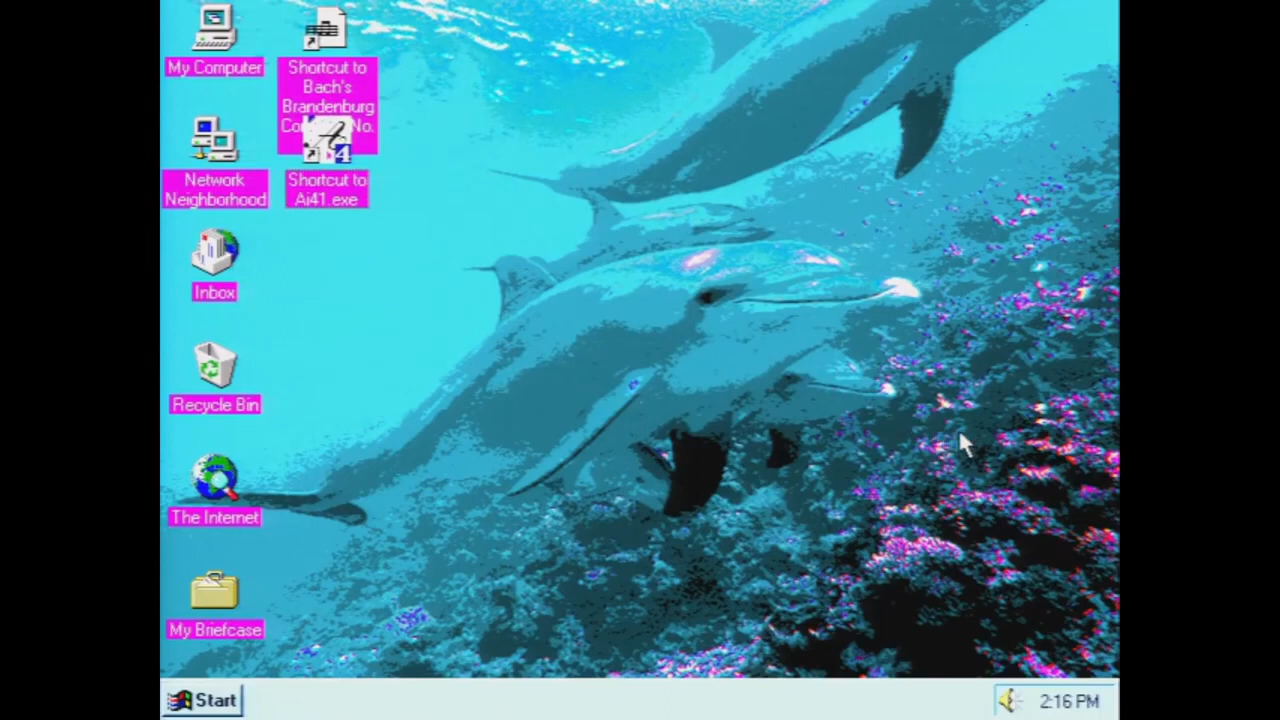 My Computer
Shortcut to
Bach's
Brandenburg
No.
Network
Neighborhood
Shortcut to
Ai41.exe
Inbox
Recycle Bin
The Internet
My Briefcase
Start
2:16 PM
A
4